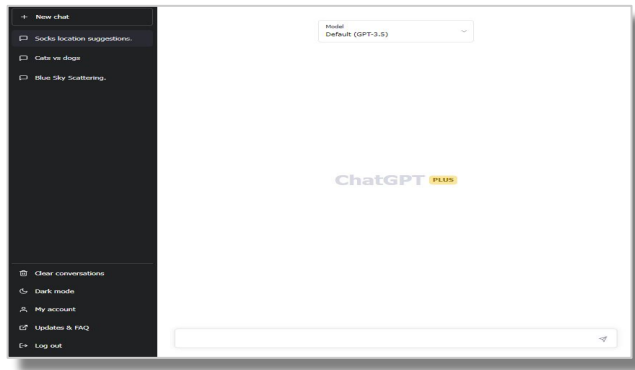 + New chat
Socks location suggestions.
Cats vs dogs
Blue Sky Scattering.
Clear conversations
Dark mode
My account
Updates & FAQ
Log out
Model
Default (GPT-3.5)
ChatGPT PLUS